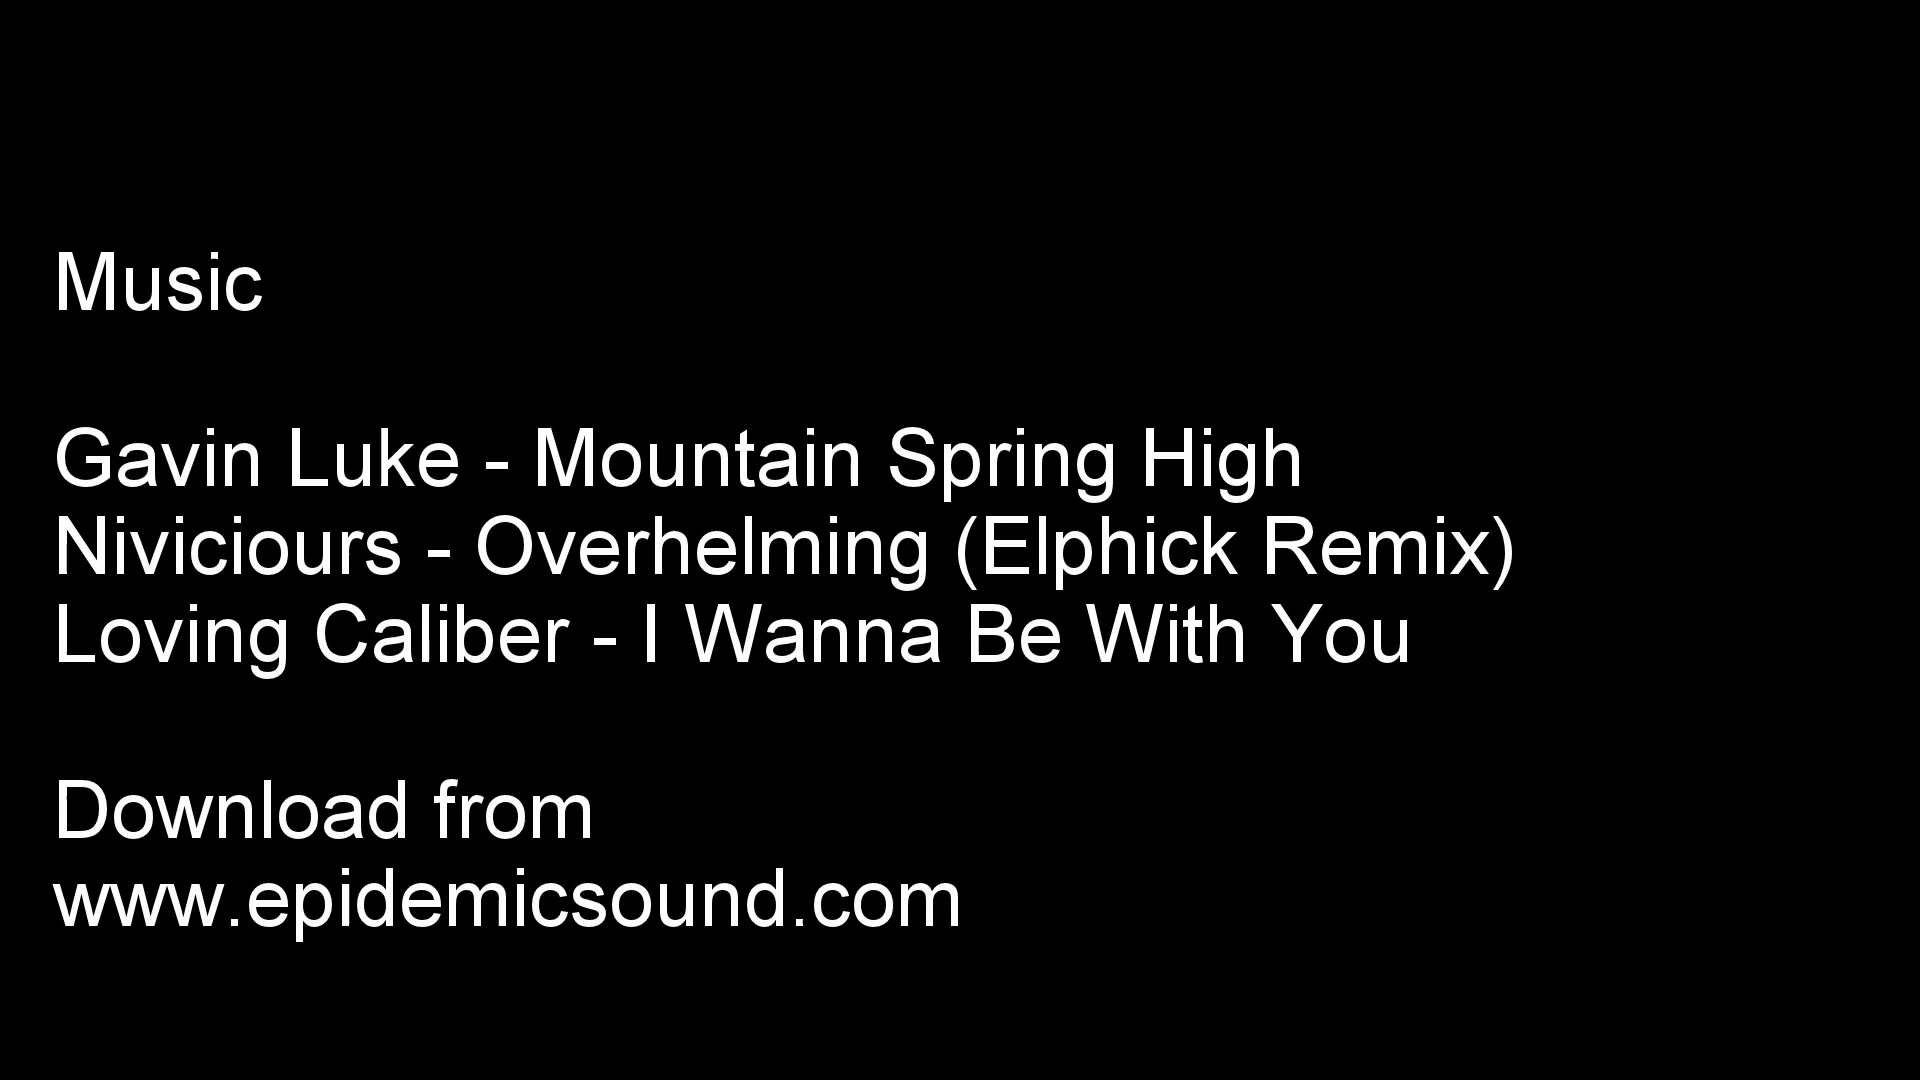 Music
Gavin Luke - Mountain Spring High
Niviciours - Overhelming (Elphick Remix)
Loving Caliber - I Wanna Be With You
Download from
www.epidemicsound.com